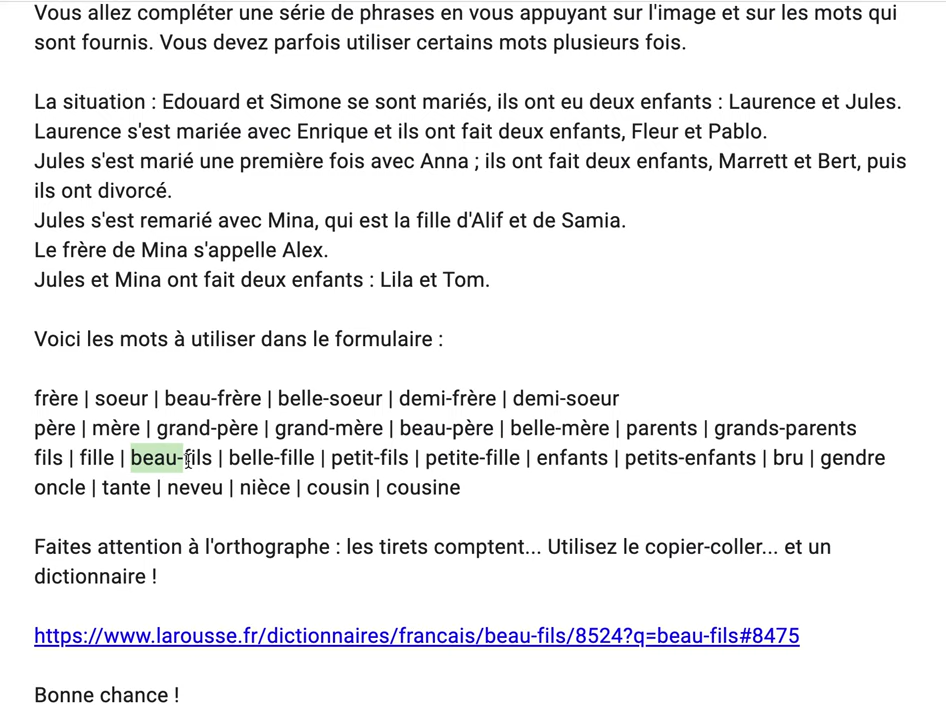 Vous allez compléter une série de phrases en vous appuyant sur l'image et sur les mots qui
sont fournis. Vous devez parfois utiliser certains mots plusieurs fois.
La situation : Edouard et Simone se sont mariés, ils ont eu deux enfants : Laurence et Jules.
Laurence s'est mariée avec Enrique et ils ont fait deux enfants, Fleur et Pablo.
Jules s'est marié une première fois avec Anna ; ils ont fait deux enfants, Marrett et Bert, puis
ils ont divorcé.
Jules s'est remarié avec Mina, qui est la fille d'Alif et de Samia.
Le frère de Mina s'appelle Alex.
Jules et Mina ont fait deux enfants : Lila et Tom.
Voici les mots à utiliser dans le formulaire :
frère | soeur | beau-frère | belle-soeur | demi-frère | demi-soeur
père | mère | grand-père | grand-mère | beau-père | belle-mère | parents | grands-parents
fils | fille | beau-fils | belle-fille | petit-fils | petite-fille | enfants | petits-enfants | bru | gendre
oncle | tante | neveu | nièce | cousin | cousine
Faites attention à l'orthographe : les tirets comptent... Utilisez le copier-coller... et un
dictionnaire !
https://www.larousse.fr/dictionnaires/francais/beau-fils/8524?q=beau-fils#8475
Bonne chance !